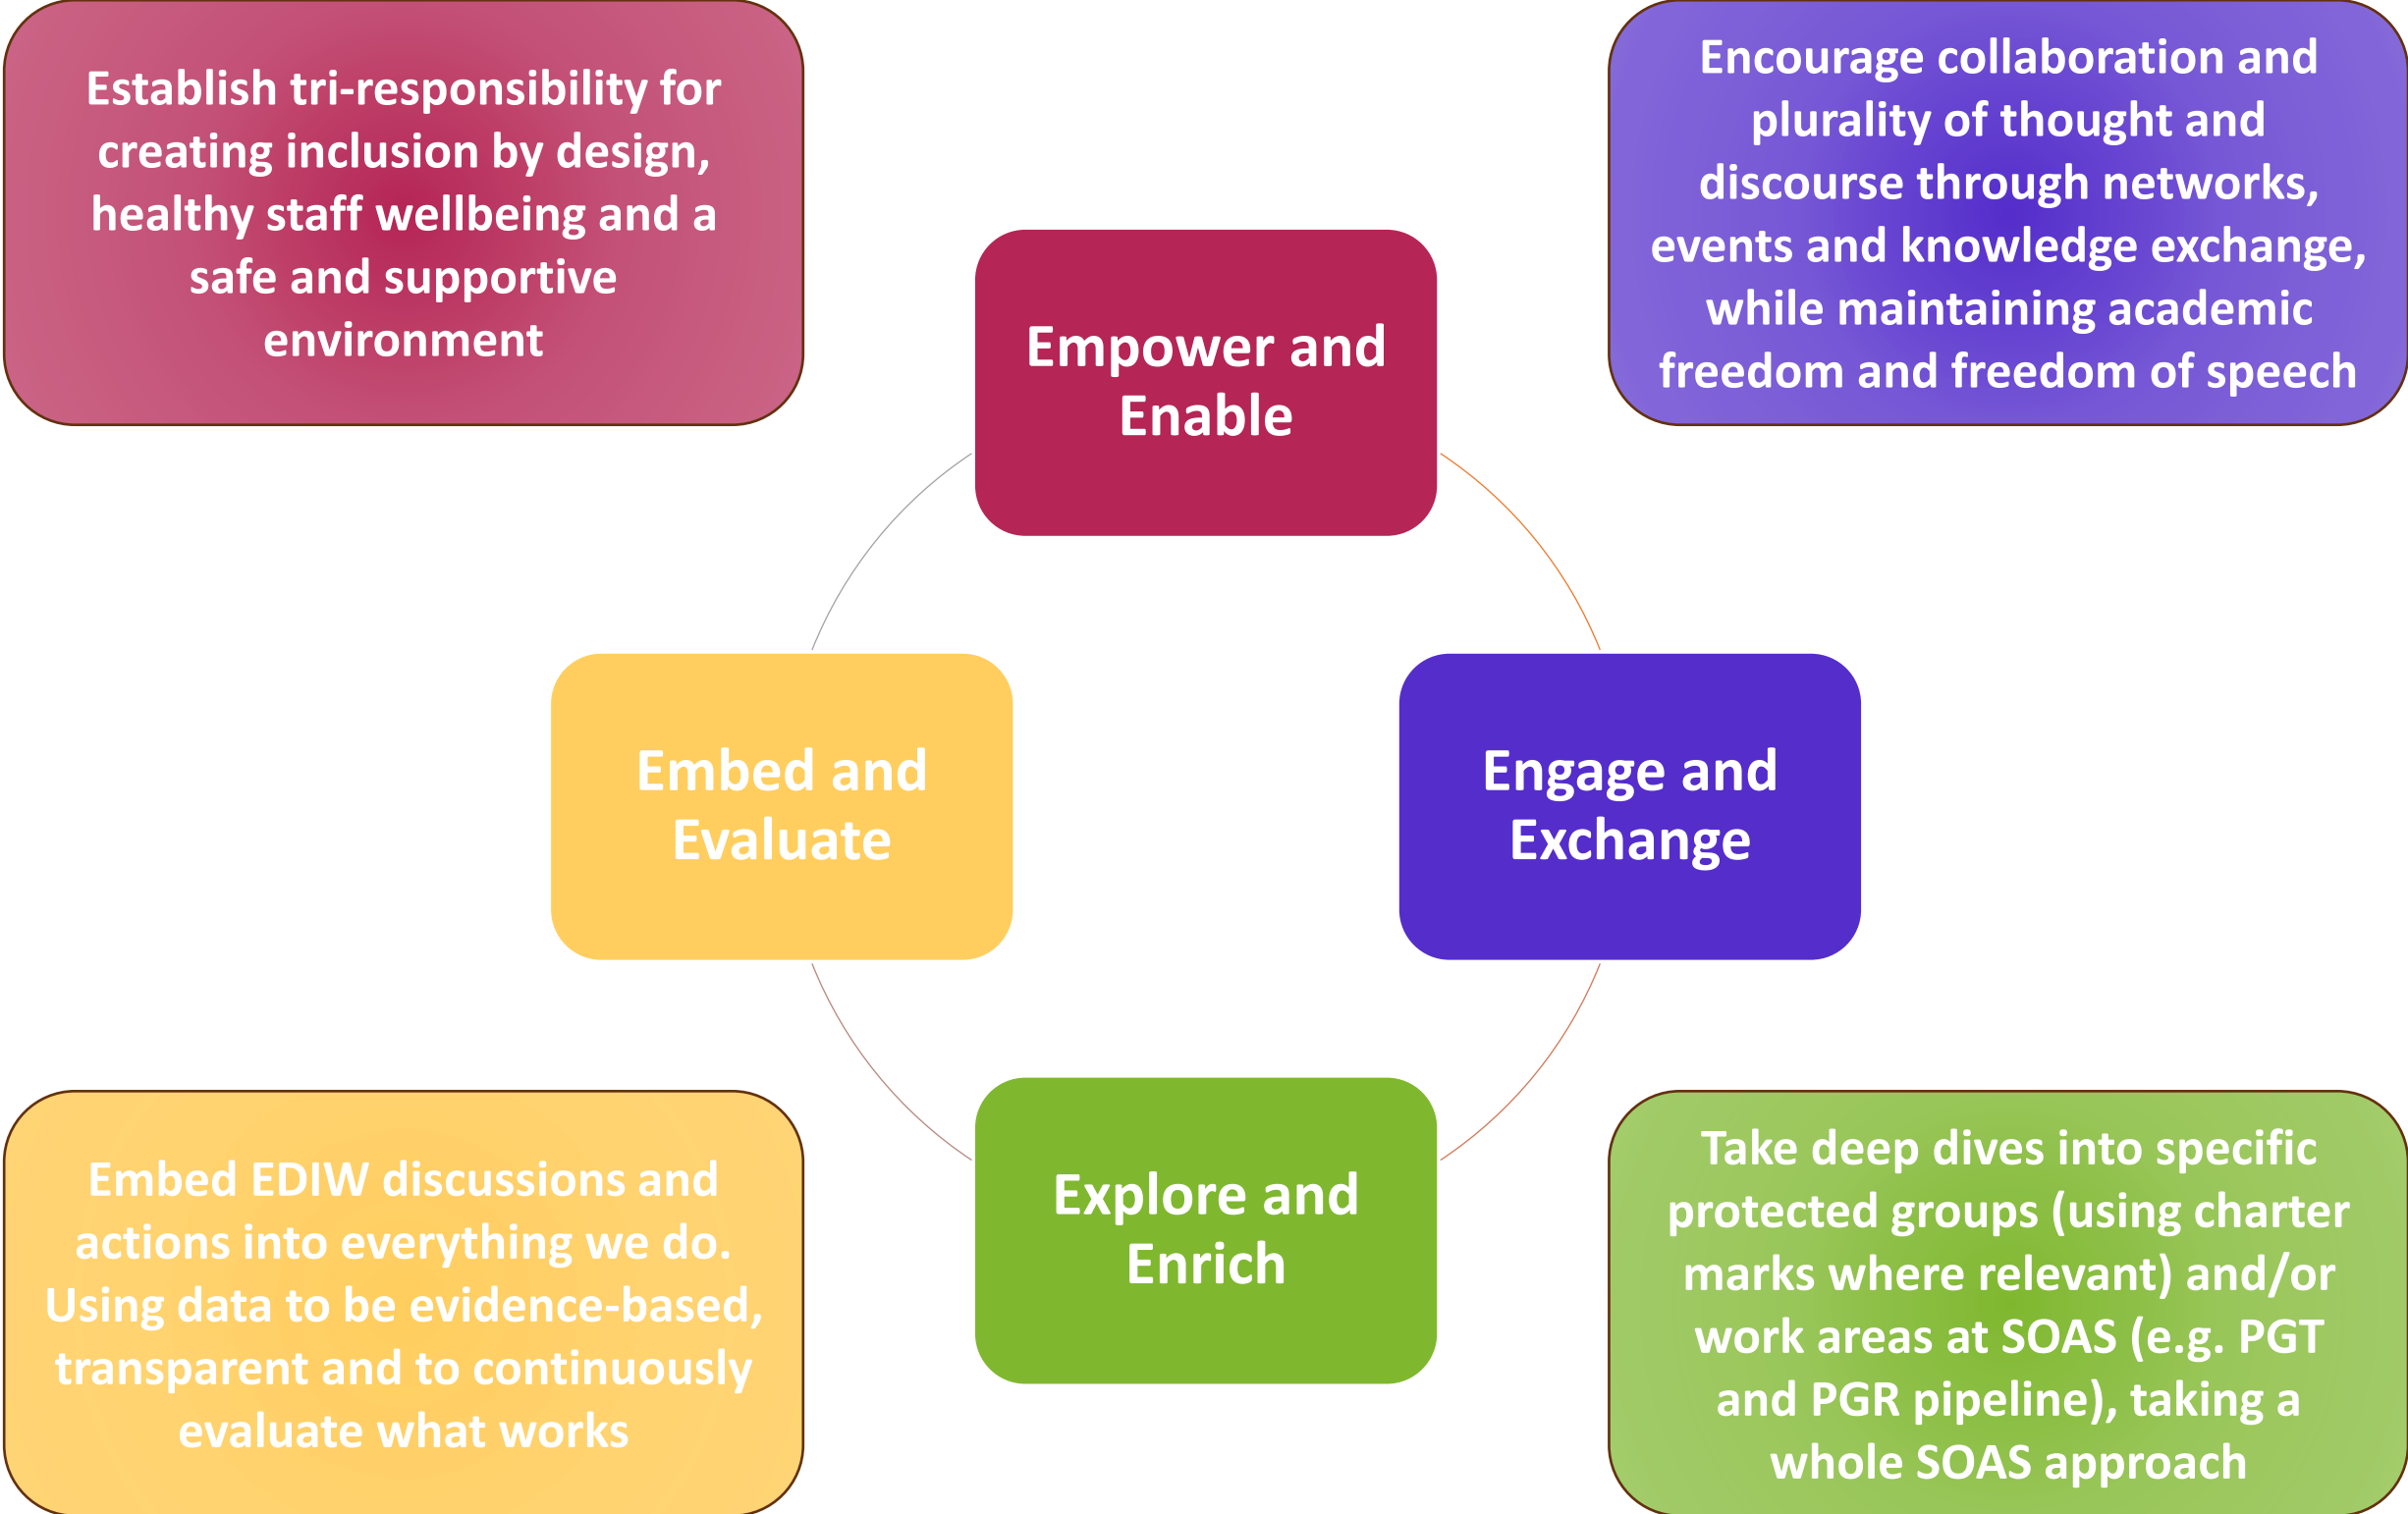 Establish tri-responsibility for
creating inclusion by design,
healthy staff wellbeing and a
safe and supportive
environment
Encourage collaboration and
plurality of thought and
discourse through networks,
events and knowledge exchange,
while maintaining academic
freedom and freedom of speech
Empower and
Enable
Embed and
Evaluate
Engage and
Exchange
Explore and
Enrich
Embed EDIW discussions and
actions into everything we do.
Using data to be evidence-based,
transparent and to continuously
evaluate what works
Take deep dives into specific
protected groups (using charter
marks where relevant) and/or
work areas at SOAS (e.g. PGT
and PGR pipeline), taking a
whole SOAS approach